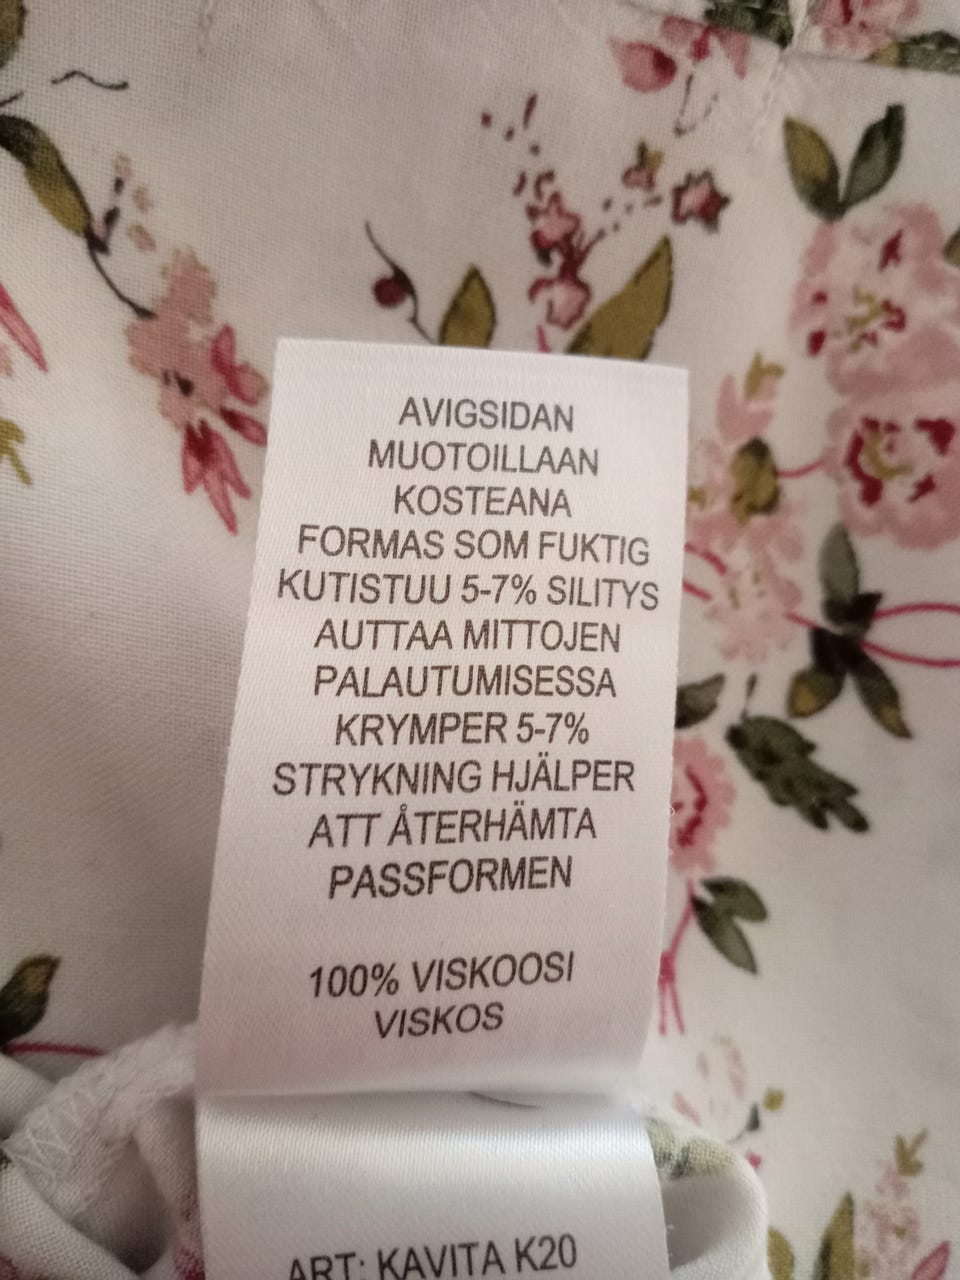 AVIGSIDAN
MUOTOILLAAN
KOSTEANA
FORMAS SOM FUKTIG
KUTISTUU 5-7% SILITYS
AUTTAA MITTOJEN
PALAUTUMISESSA
KRYMPER 5-7%
STRYKNING HJÄLPER
ATT ÅTERHÄMTA
PASSFORMEN
100% VISKOOSI
VISKOS
ART: KAVITA K20